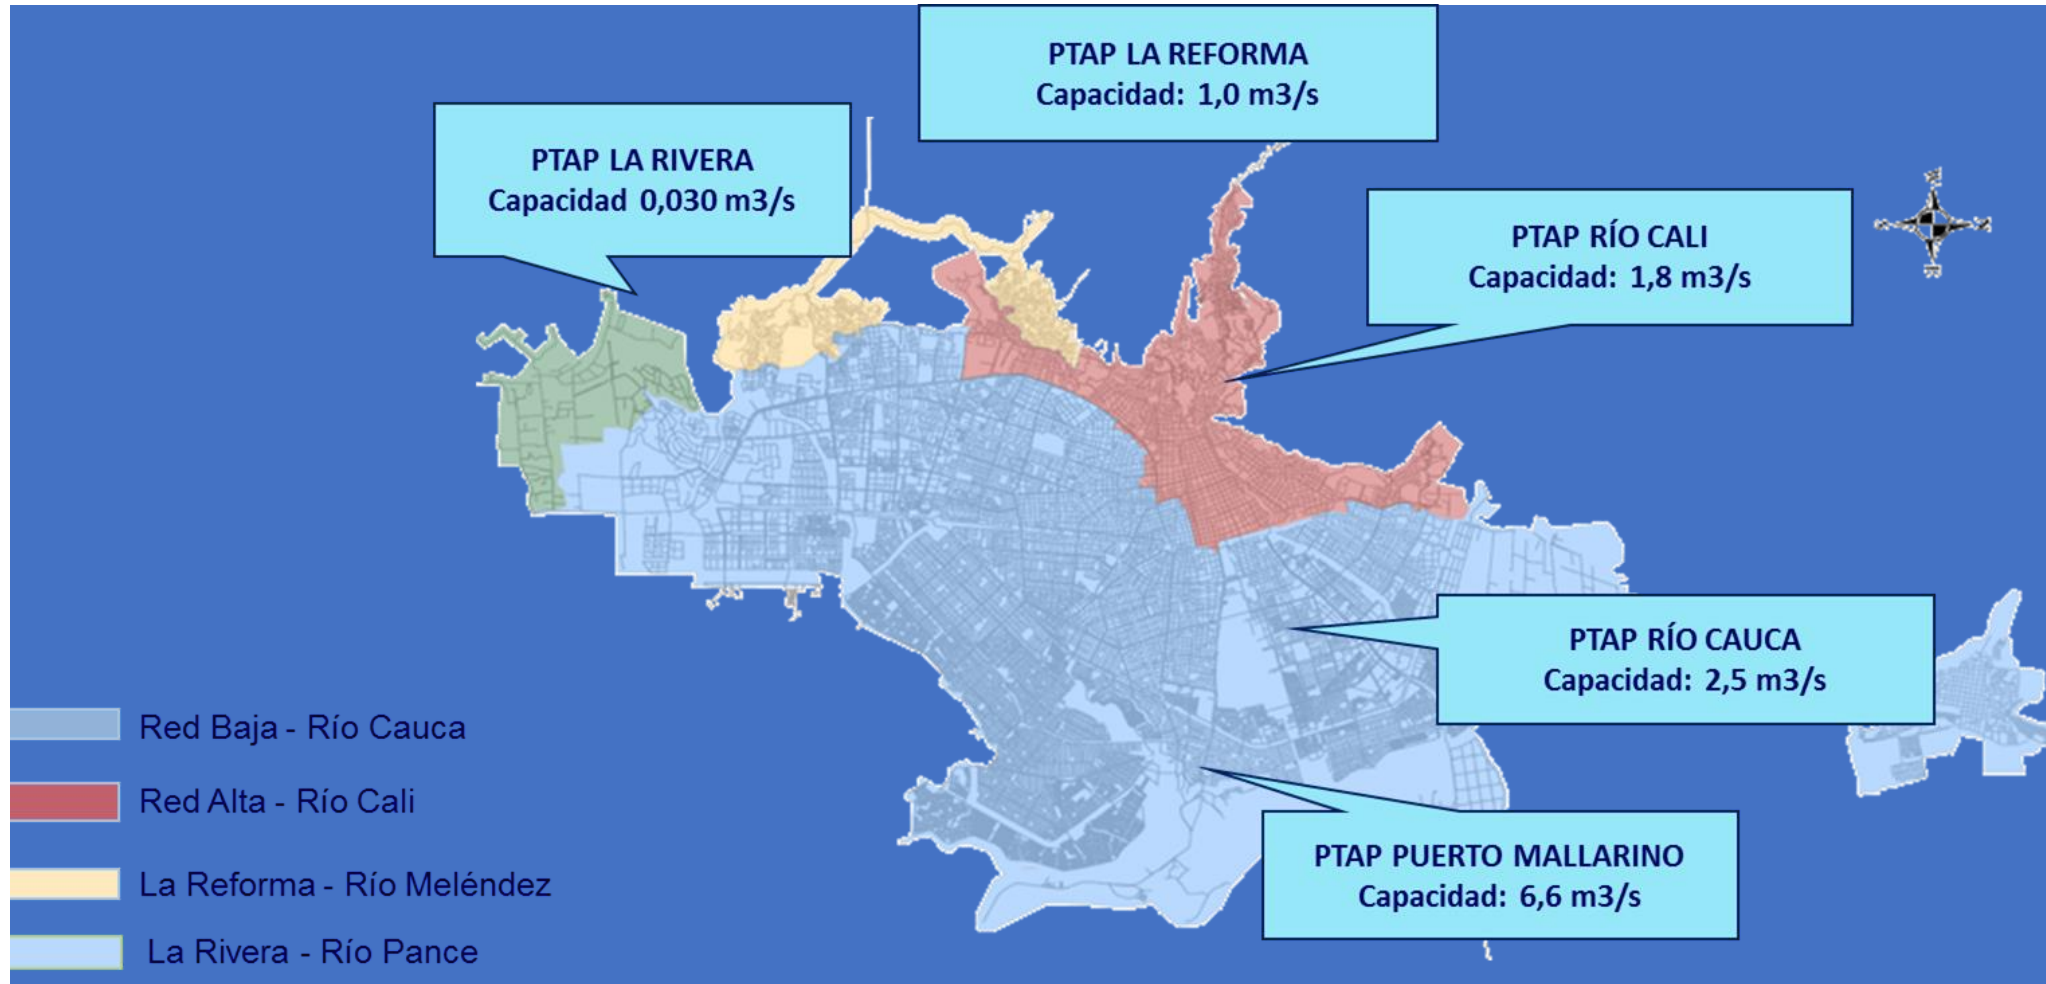 PTAP LA REFORMA
Capacidad: 1,0 m3/s
PTAP LA RIVERA
Capacidad 0,030 m3/s
PTAP RÍO CALI
Capacidad: 1,8 m3/s
PTAP RÍO CAUCA
Capacidad: 2,5 m3/s
PTAP PUERTO MALLARINO
Capacidad: 6,6 m3/s
Red Baja - Río Cauca
Red Alta - Río Cali
La Reforma - Río Meléndez
La Rivera - Río Pance